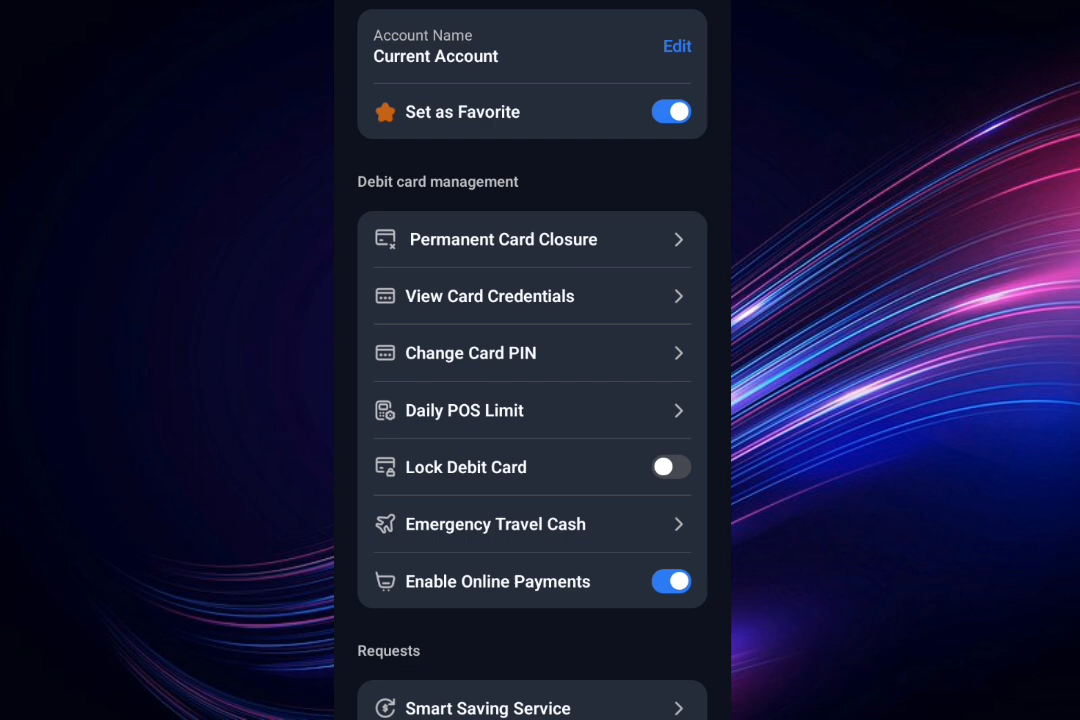 Account Name
Current Account
Edit
Set as Favorite
Debit card management
Permanent Card Closure
View Card Credentials
Change Card PIN
Daily POS Limit
Lock Debit Card
Emergency Travel Cash
Enable Online Payments
Requests
Smart Saving Service